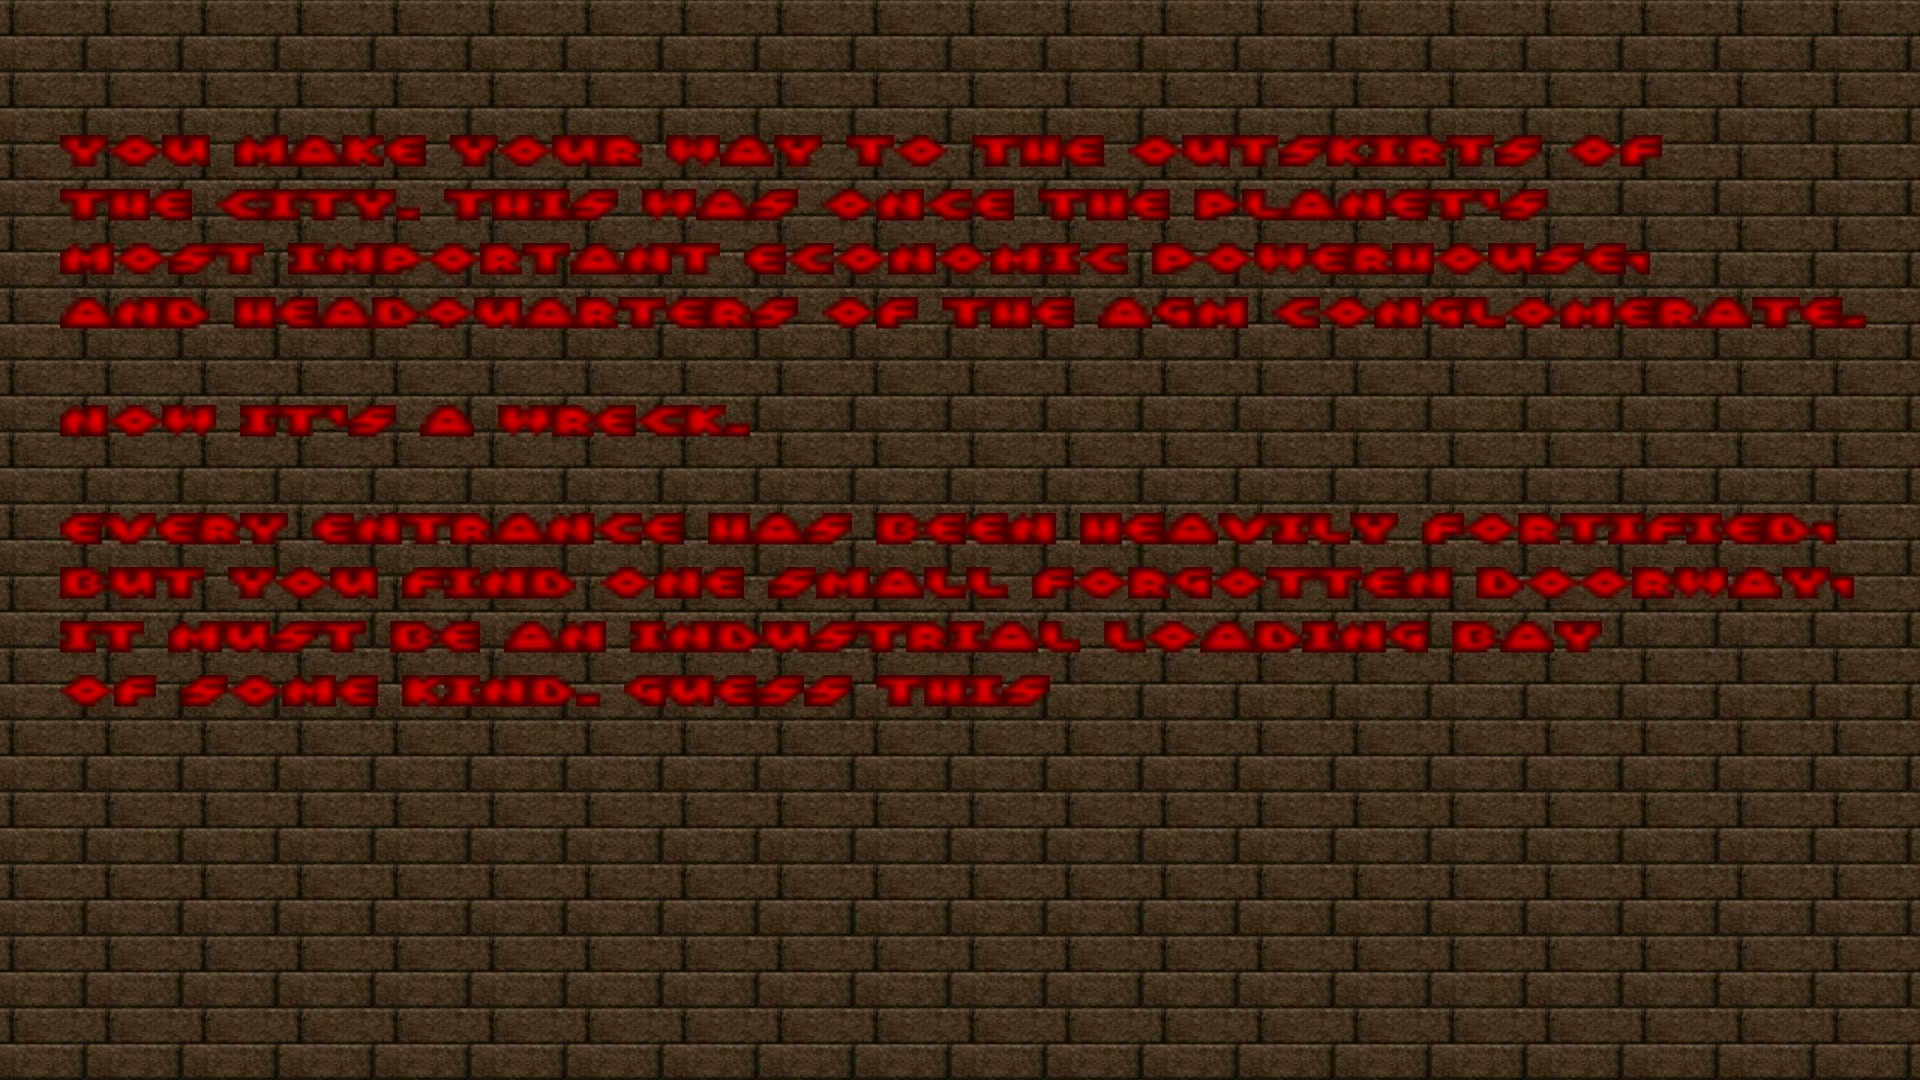 YOU MAKE YOUR WAY TO THE OUTSKIRTS OF
THE CITY. THIS WAS ONCE THE PLANET'S
MOST IMPORTANT ECONOMIC POWERHOUSE,
AND HEADQUARTERS OF THE AGM CONGLOMERATE.
NOW IT'S A WRECK.
EVERY ENTRANCE HAS BEEN HEAVILY FORTIFIED,
BUT YOU FIND ONE SMALL FORGOTTEN DOORWAY,
IT MUST BE AN INDUSTRIAL LOADING BAY
OF SOME KIND. GUESS THIS